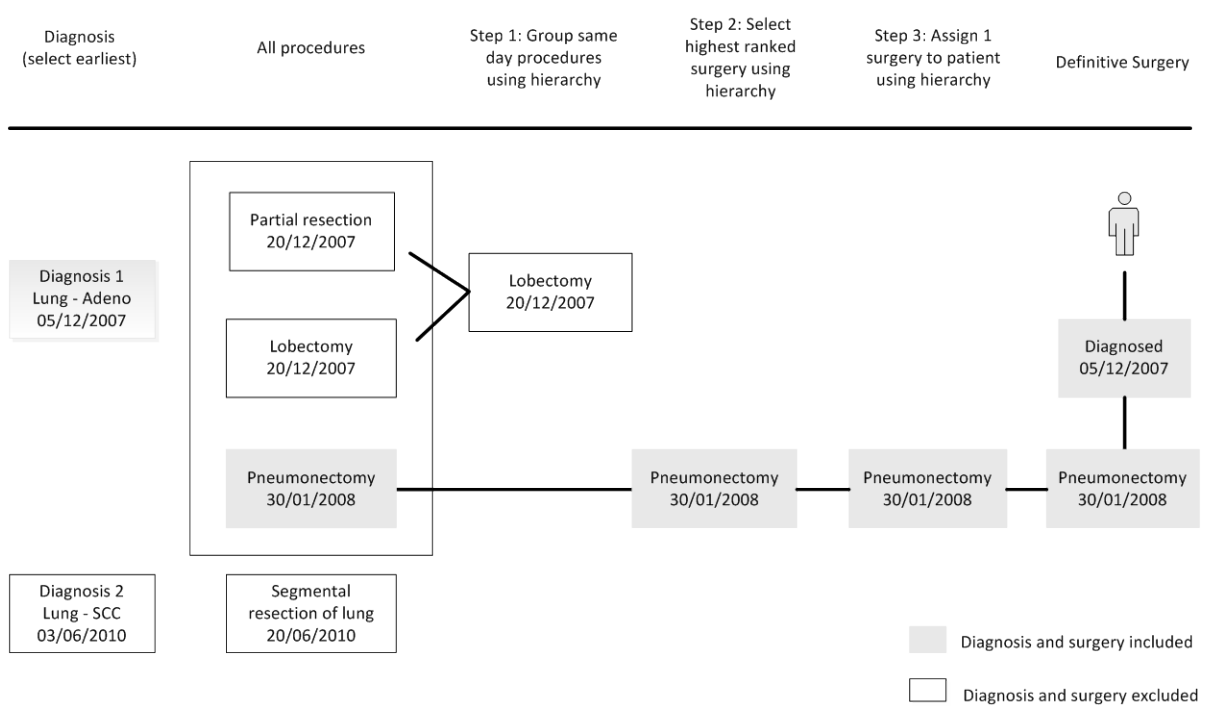 Diagnosis
(select earliest)
All procedures
Step 1: Group same
day procedures
using hierarchy
Step 2: Select
highest ranked
surgery using
hierarchy
Step 3: Assign 1
surgery to patient
using hierarchy
Definitive Surgery
Diagnosis 1
Lung - Adeno
05/12/2007
Partial resection
20/12/2007
Lobectomy
20/12/2007
Lobectomy
20/12/2007
Pneumonectomy
30/01/2008
Pneumonectomy
30/01/2008
Pneumonectomy
30/01/2008
Diagnosed
05/12/2007
Pneumonectomy
30/01/2008
Diagnosis 2
Lung - SCC
03/06/2010
Segmental
resection of lung
20/06/2010
Diagnosis and surgery included
Diagnosis and surgery excluded